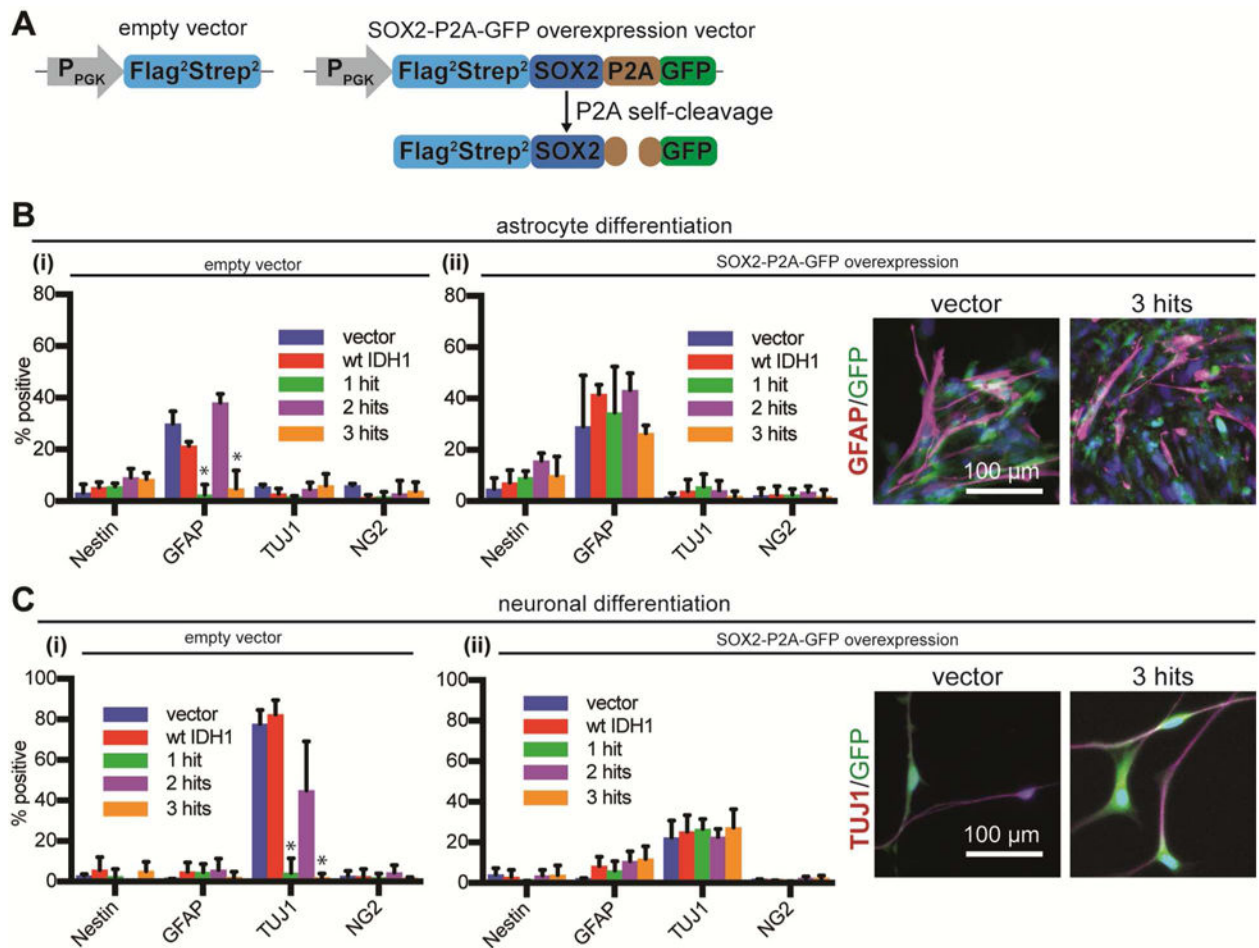 A
empty vector
SOX2-P2A-GFP overexpression vector
P PGK Flag²Strep²
P PGK Flag²Strep² SOX2 P2A GFP
P2A self-cleavage
Flag²Strep² SOX2 GFP
B
astrocyte differentiation
(i)
empty vector
80
60
40
20
0
% positive
vector
wt IDH1
1 hit
2 hits
3 hits
*
*
Nestin
GFAP
TUJ1
NG2
(ii)
SOX2-P2A-GFP overexpression
80
60
40
20
0
vector
wt IDH1
1 hit
2 hits
3 hits
Nestin
GFAP
TUJ1
NG2
vector
3 hits
GFAP/GFP
100 µm
C
neuronal differentiation
(i)
empty vector
100
80
60
40
20
0
% positive
vector
wt IDH1
1 hit
2 hits
3 hits
*
*
Nestin
GFAP
TUJ1
NG2
(ii)
SOX2-P2A-GFP overexpression
100
80
60
40
20
0
vector
wt IDH1
1 hit
2 hits
3 hits
Nestin
GFAP
TUJ1
NG2
vector
3 hits
TUJ1/GFP
100 µm